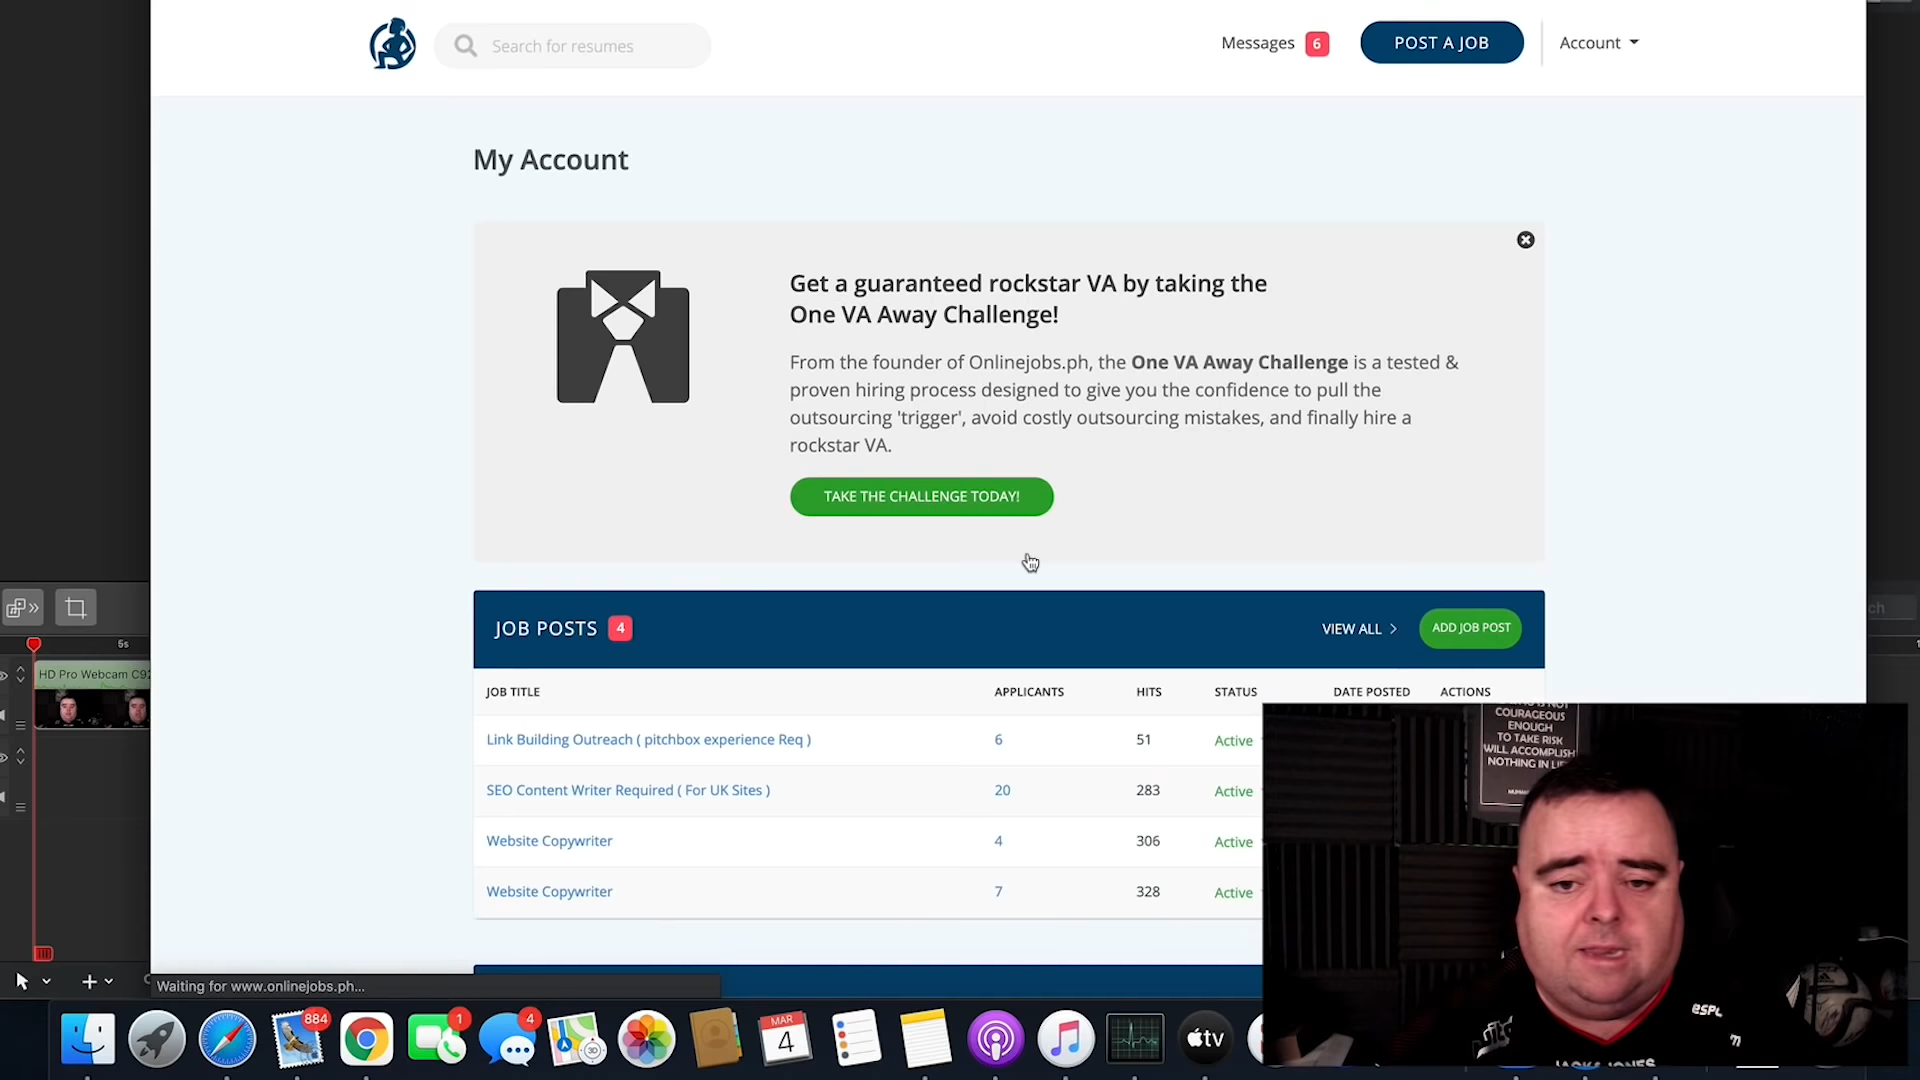 Search for resumes
Messages 6
POST A JOB
Account
My Account
Get a guaranteed rockstar VA by taking the
One VA Away Challenge!
From the founder of Onlinejobs.ph, the One VA Away Challenge is a tested &
proven hiring process designed to give you the confidence to pull the
outsourcing 'trigger', avoid costly outsourcing mistakes, and finally hire a
rockstar VA.
TAKE THE CHALLENGE TODAY!
JOB POSTS 4
VIEW ALL
ADD JOB POST
JOB TITLE APPLICANTS HITS STATUS DATE POSTED ACTIONS
Link Building Outreach ( pitchbox experience Req ) 6 51 Active
SEO Content Writer Required ( For UK Sites ) 20 283 Active
Website Copywriter 4 306 Active
Website Copywriter 7 328 Active
5s
HD Pro Webcam C92
Waiting for www.onlinejobs.ph...
COURAGEOUS
ENOUGH
TO TAKE RISK
WILL ACCOMPLISH
NOTHING IN
884
1
4
MAR
4
3D
tv
JACK & JONES